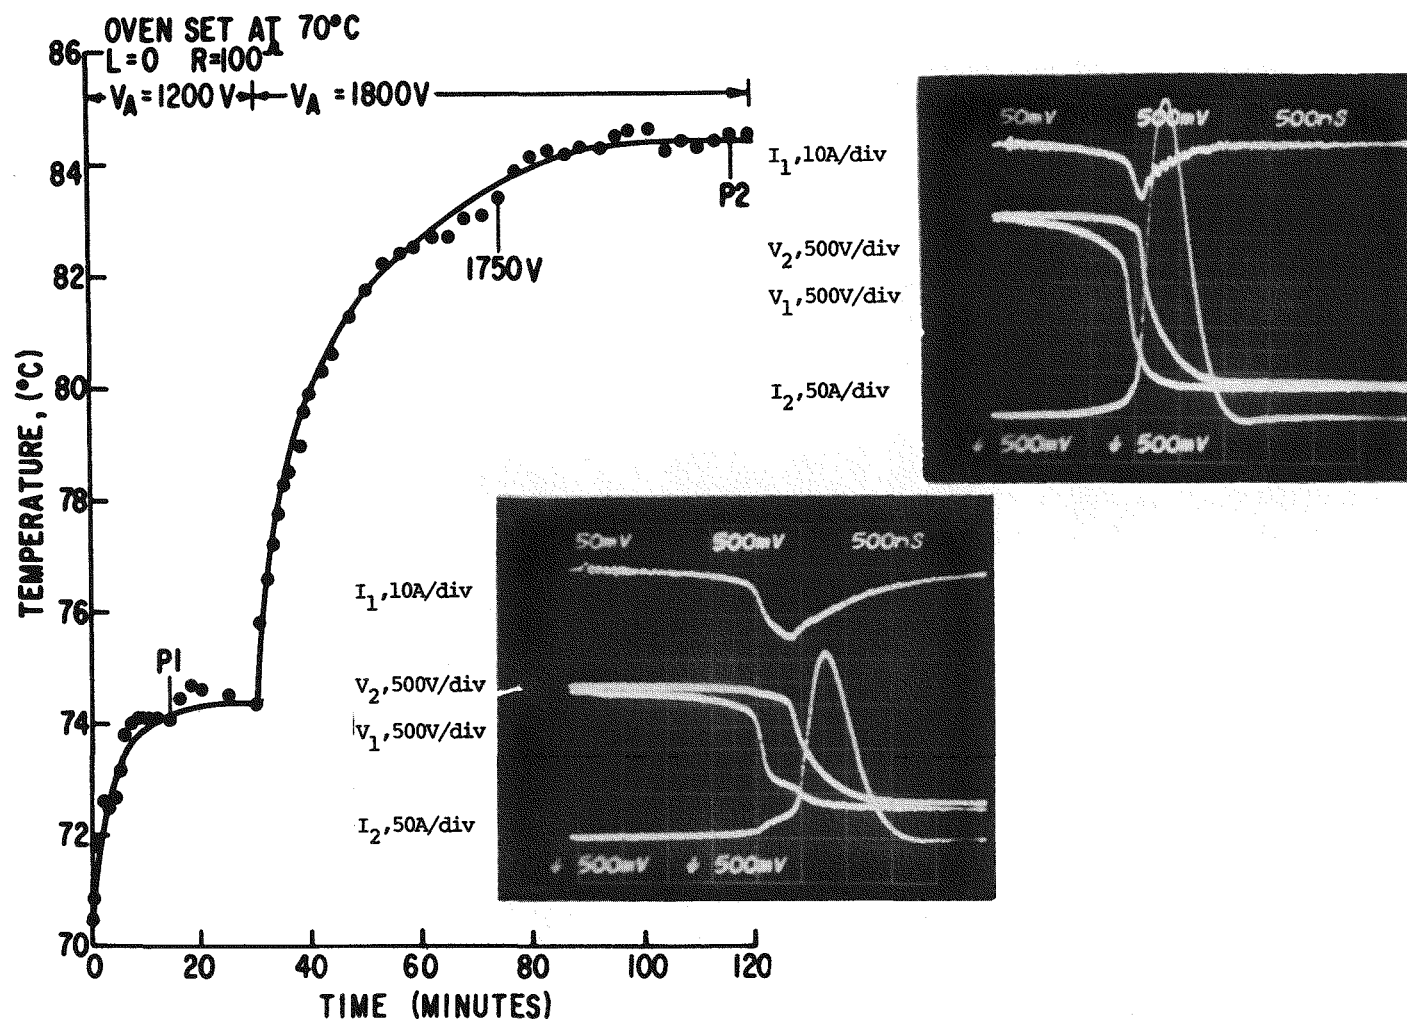 OVEN SET AT 70°C
L=0 R=100Ω
V_A=1200V
V_A=1800V
86
84
82
80
78
76
74
72
70
TEMPERATURE, (°C)
P1
1750V
P2
0 20 40 60 80 100 120
TIME (MINUTES)
I₁,10A/div
V₂,500V/div
V₁,500V/div
I₂,50A/div
50mV 500mV 500nS
500mV 500mV
I₁,10A/div
V₂,500V/div
V₁,500V/div
I₂,50A/div
50mV 500mV 500nS
500mV 500mV